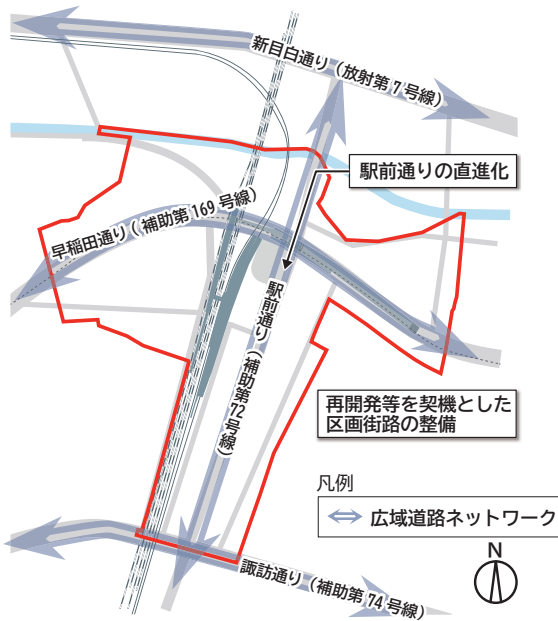 新目白通り（放射第７号線）
駅前通りの直進化
早稲田通り（補助第169号線）
駅前通り（補助第72号線）
再開発等を契機とした
区画街路の整備
凡例
広域道路ネットワーク
N
諏訪通り（補助第74号線）